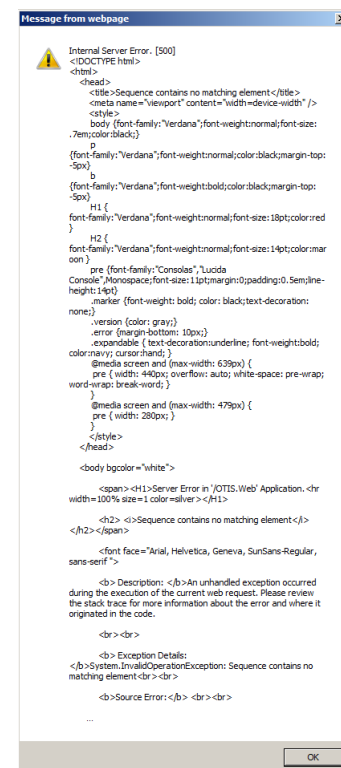 Message from webpage
Internal Server Error. [500]
<!DOCTYPE html>
<html>
<head>
<title>Sequence contains no matching element</title>
<meta name="viewport" content="width=device-width" />
<style>
body {font-family:"Verdana";font-weight:normal;font-size:
.7em;color:black;}
p
{font-family:"Verdana";font-weight:normal;color:black;margin-top:
-5px}
b
{font-family:"Verdana";font-weight:bold;color:black;margin-top:
-5px}
H1 {
font-family:"Verdana";font-weight:normal;font-size:18pt;color:red
}
H2 {
font-family:"Verdana";font-weight:normal;font-size:14pt;color:mar
oon }
pre {font-family:"Consolas","Lucida
Console",Monospace;font-size:11pt;margin:0;padding:0.5em;line-
height:14pt}
.marker {font-weight: bold; color: black;text-decoration:
none;}
.version {color: gray;}
.error {margin-bottom: 10px;}
.expandable { text-decoration:underline; font-weight:bold;
color:navy; cursor:hand; }
@media screen and (max-width: 639px) {
pre { width: 440px; overflow: auto; white-space: pre-wrap;
word-wrap: break-word; }
}
@media screen and (max-width: 479px) {
pre { width: 280px; }
}
</style>
</head>
<body bgcolor="white">
<span><H1>Server Error in '/OTIS.Web' Application.<hr
width=100% size=1 color=silver></H1>
<h2> <i>Sequence contains no matching element</i>
</h2></span>
<font face="Arial, Helvetica, Geneva, SunSans-Regular,
sans-serif ">
<b> Description: </b>An unhandled exception occurred
during the execution of the current web request. Please review
the stack trace for more information about the error and where it
originated in the code.
<br><br>
<b> Exception Details:
</b>System.InvalidOperationException: Sequence contains no
matching element<br><br>
<b>Source Error:</b> <br><br>
...
OK